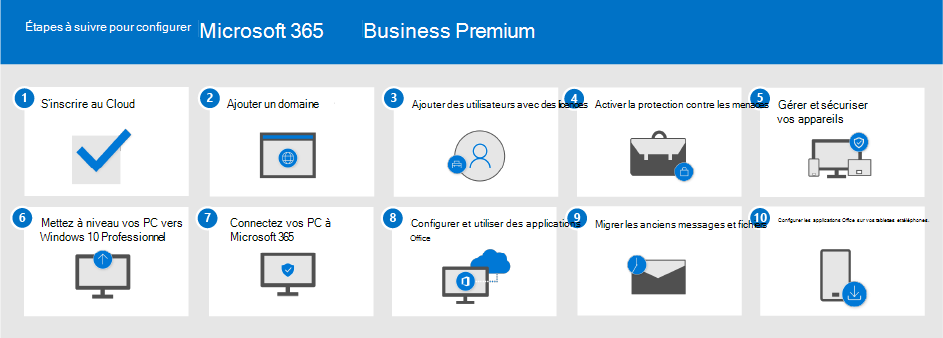 Étapes à suivre pour configurer Microsoft 365 Business Premium
1 S'inscrire au Cloud
2 Ajouter un domaine
3 Ajouter des utilisateurs avec des licences
4 Activer la protection contre les menaces
5 Gérer et sécuriser
vos appareils
6 Mettez à niveau vos PC vers
Windows 10 Professionnel
7 Connectez vos PC à
Microsoft 365
8 Configurer et utiliser des applications
Office
9 Migrer les anciens messages et fichiers
10 Configurer les applications Office sur vos tablettes et téléphones.